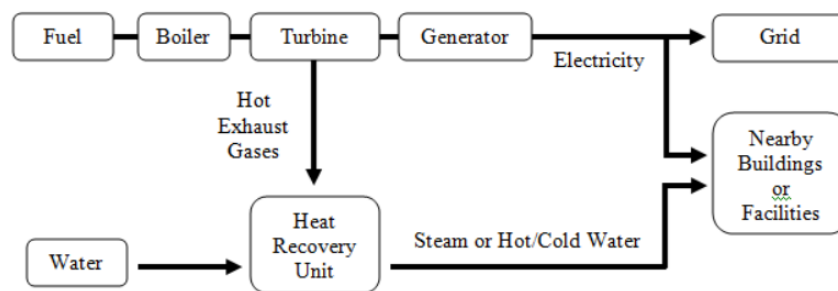 Fuel
Boiler
Turbine
Generator
Grid
Electricity
Hot
Exhaust
Gases
Nearby
Buildings
or
Facilities
Heat
Recovery
Unit
Steam or Hot/Cold Water
Water